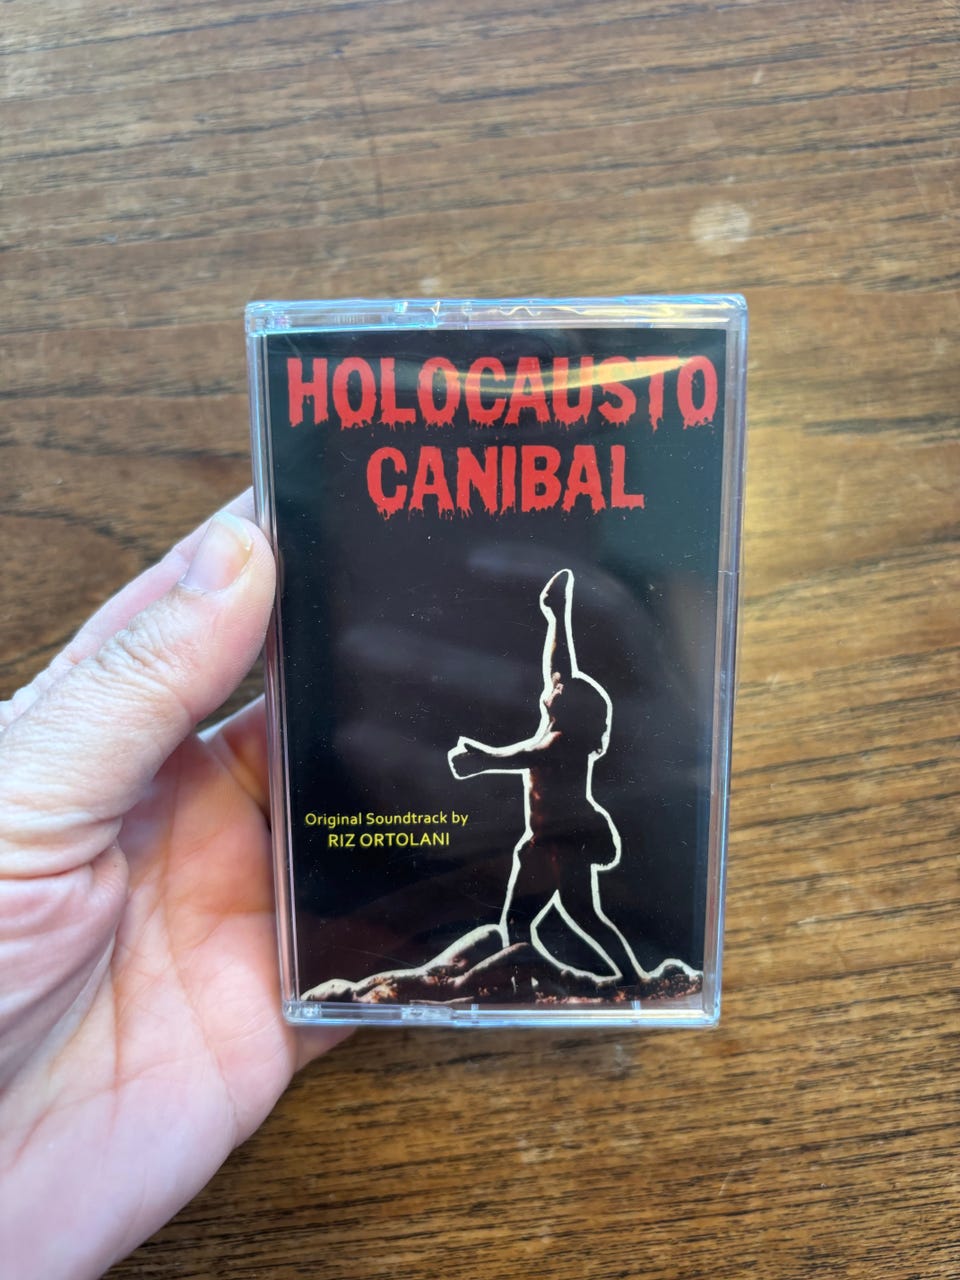 HOLOCAUSTO
CANIBAL
Original Soundtrack by
RIZ ORTOLANI